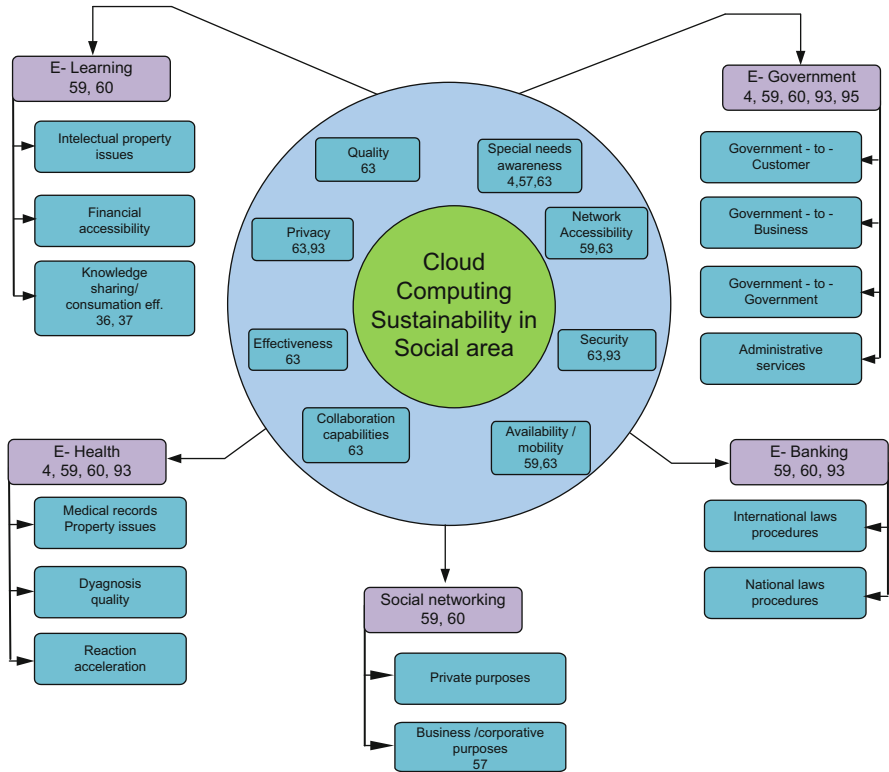 E- Learning
59, 60
Intelectual property
issues
Financial
accessibility
Knowledge
sharing/
consumation eff.
36, 37
E- Government
4, 59, 60, 93, 95
Government - to -
Customer
Government - to -
Business
Government - to -
Government
Administrative
services
Quality
63
Special needs
awareness
4,57,63
Privacy
63,93
Network
Accessibility
59,63
Cloud
Computing
Sustainability in
Social area
Effectiveness
63
Security
63,93
Collaboration
capabilities
63
Availability /
mobility
59,63
E- Health
4, 59, 60, 93
Medical records
Property issues
Dyagnosis
quality
Reaction
acceleration
Social networking
59, 60
Private purposes
Business /corporative
purposes
57
E- Banking
59, 60, 93
International laws
procedures
National laws
procedures